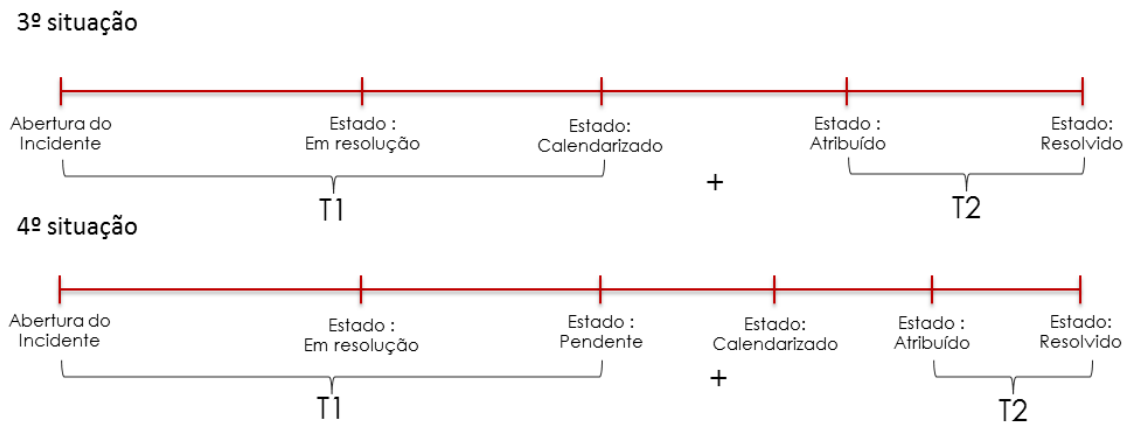 3º situação
Abertura do
Incidente
Estado :
Em resolução
Estado:
Calendarizado
Estado :
Atribuído
Estado:
Resolvido
T1
+
T2
4º situação
Abertura do
Incidente
Estado :
Em resolução
Estado :
Pendente
Estado:
Calendarizado
Estado :
Atribuído
Estado:
Resolvido
T1
+
T2